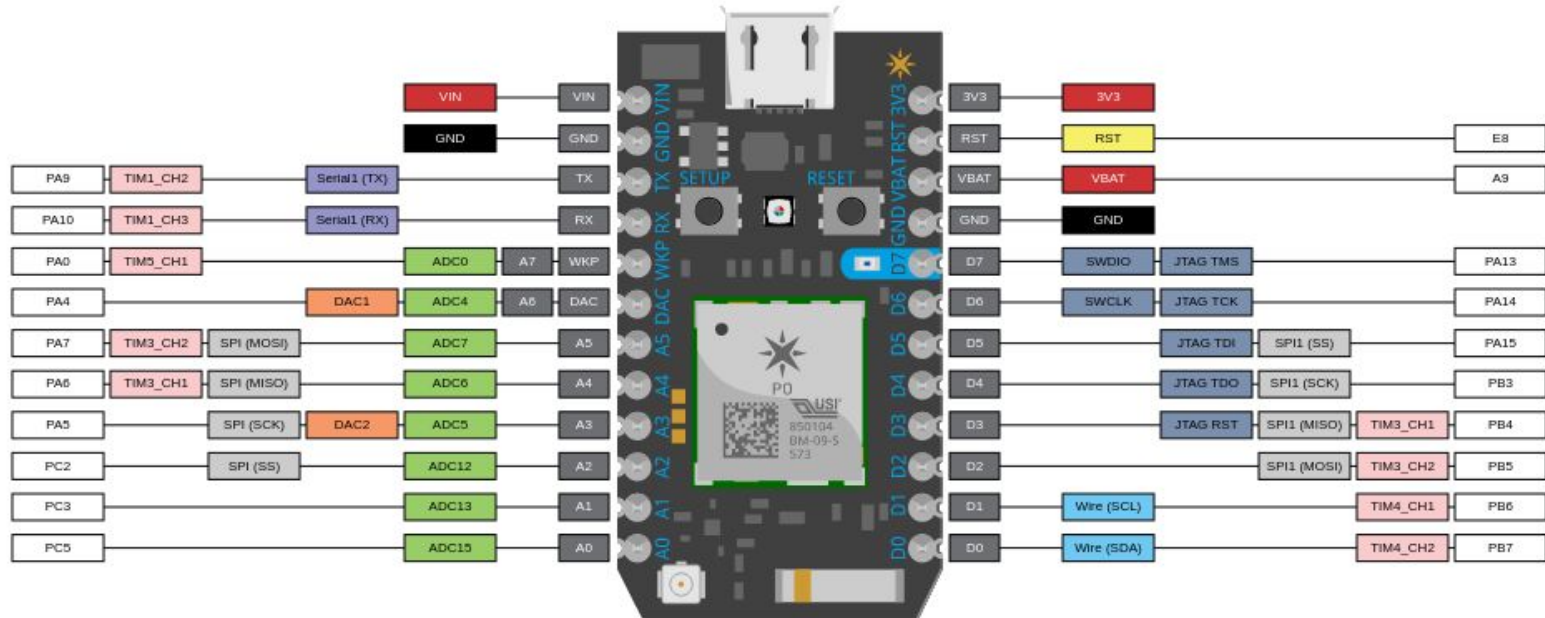 VIN VIN VIN 3V3 3V3 3V3
GND GND GND RST RST RST E8
PA9 TIM1_CH2 Serial1 (TX) TX TX SETUP RESET VBAT VBAT VBAT A9
PA10 TIM1_CH3 Serial1 (RX) RX RX GND GND GND
PA0 TIM5_CH1 ADC0 A7 WKP WKP D7 D7 SWDIO JTAG TMS PA13
PA4 DAC1 ADC4 A6 DAC DAC D6 D6 SWCLK JTAG TCK PA14
PA7 TIM3_CH2 SPI (MOSI) ADC7 A5 A5 D5 D5 JTAG TDI SPI1 (SS) PA15
PA6 TIM3_CH1 SPI (MISO) ADC6 A4 A4 D4 D4 JTAG TDO SPI1 (SCK) PB3
P0
USI
850104
BM-09-S
573
PA5 SPI (SCK) DAC2 ADC5 A3 A3 D3 D3 JTAG RST SPI1 (MISO) TIM3_CH1 PB4
PC2 SPI (SS) ADC12 A2 A2 D2 D2 SPI1 (MOSI) TIM3_CH2 PB5
PC3 ADC13 A1 A1 D1 D1 Wire (SCL) TIM4_CH1 PB6
PC5 ADC15 A0 A0 D0 D0 Wire (SDA) TIM4_CH2 PB7